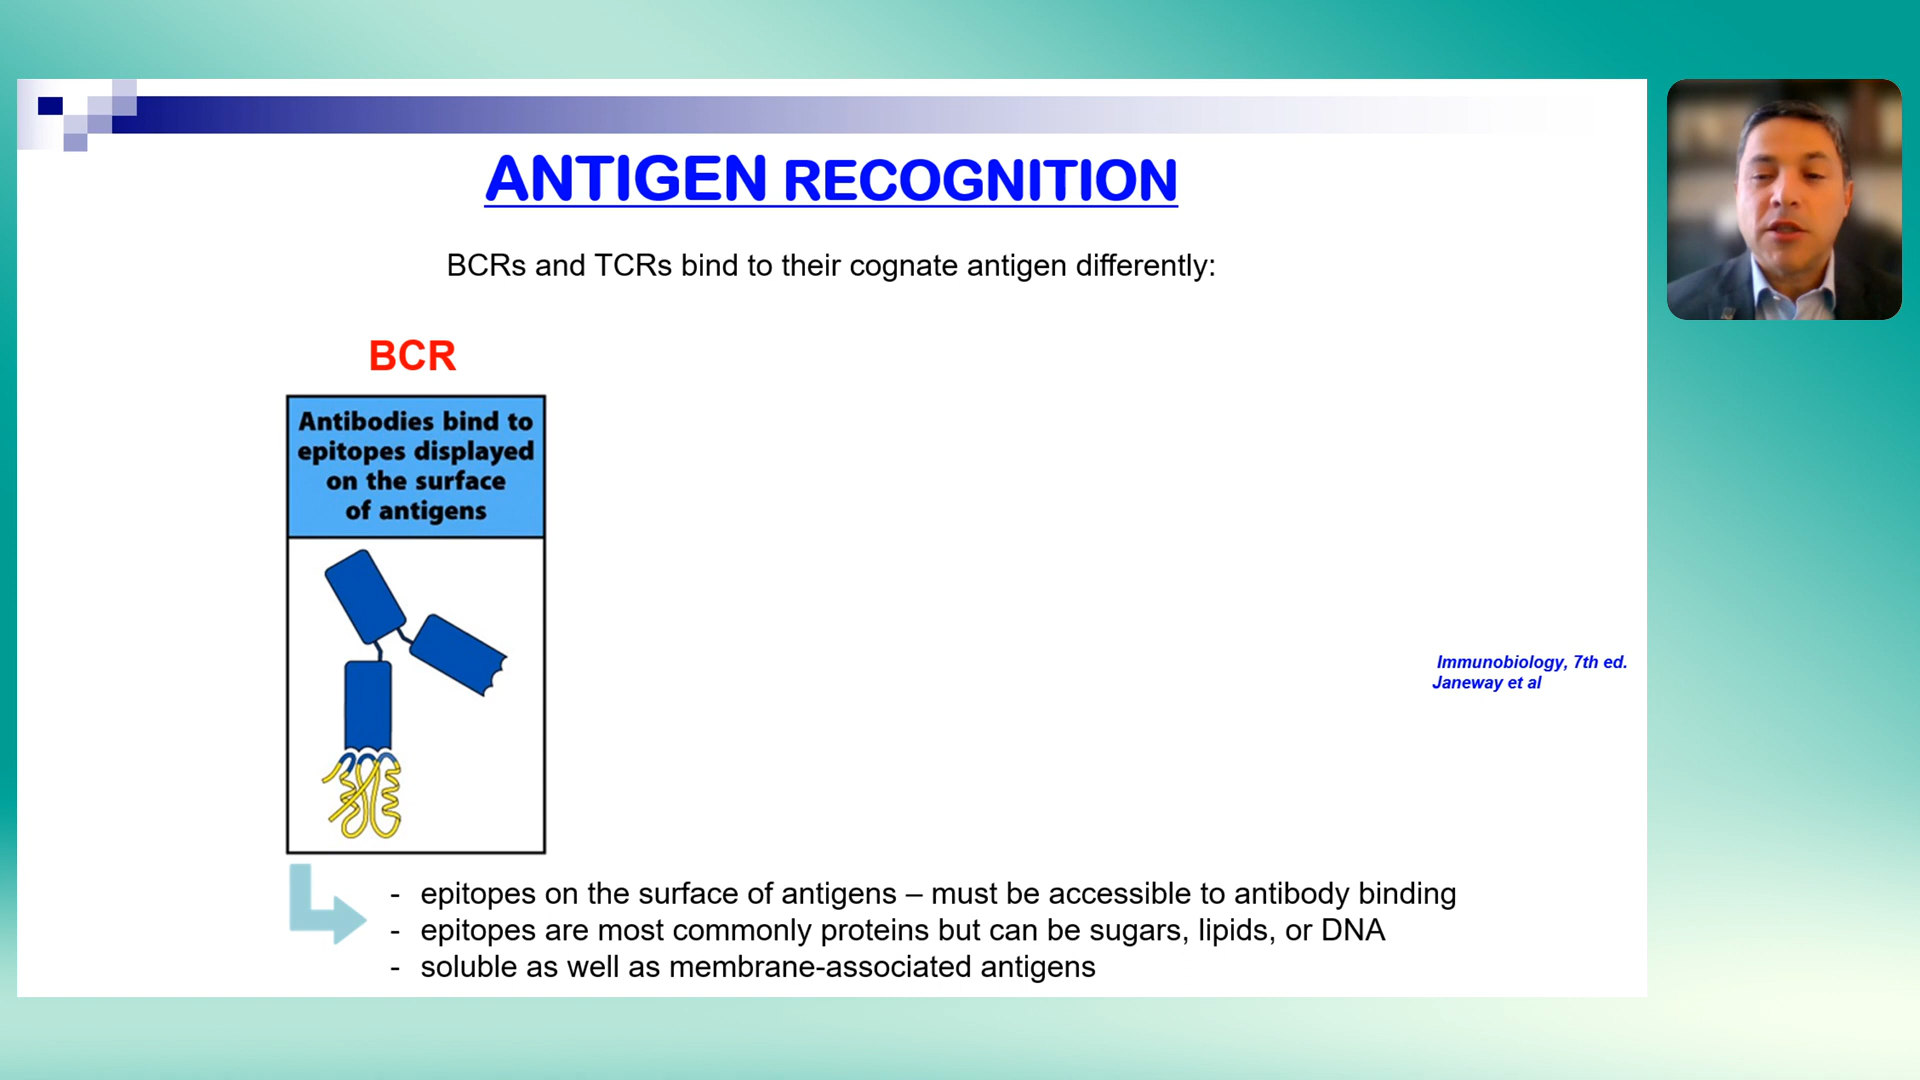 ANTIGEN RECOGNITION
BCRs and TCRs bind to their cognate antigen differently:
BCR
Antibodies bind to
epitopes displayed
on the surface
of antigens
Immunobiology, 7th ed.
Janeway et al
- epitopes on the surface of antigens – must be accessible to antibody binding
- epitopes are most commonly proteins but can be sugars, lipids, or DNA
- soluble as well as membrane-associated antigens